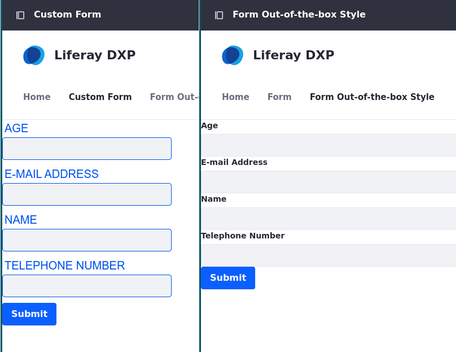 Custom Form
Liferay DXP
Home Custom Form Form Out-
AGE
E-MAIL ADDRESS
NAME
TELEPHONE NUMBER
Submit
Form Out-of-the-box Style
Liferay DXP
Home Form Form Out-of-the-box Style
Age
E-mail Address
Name
Telephone Number
Submit